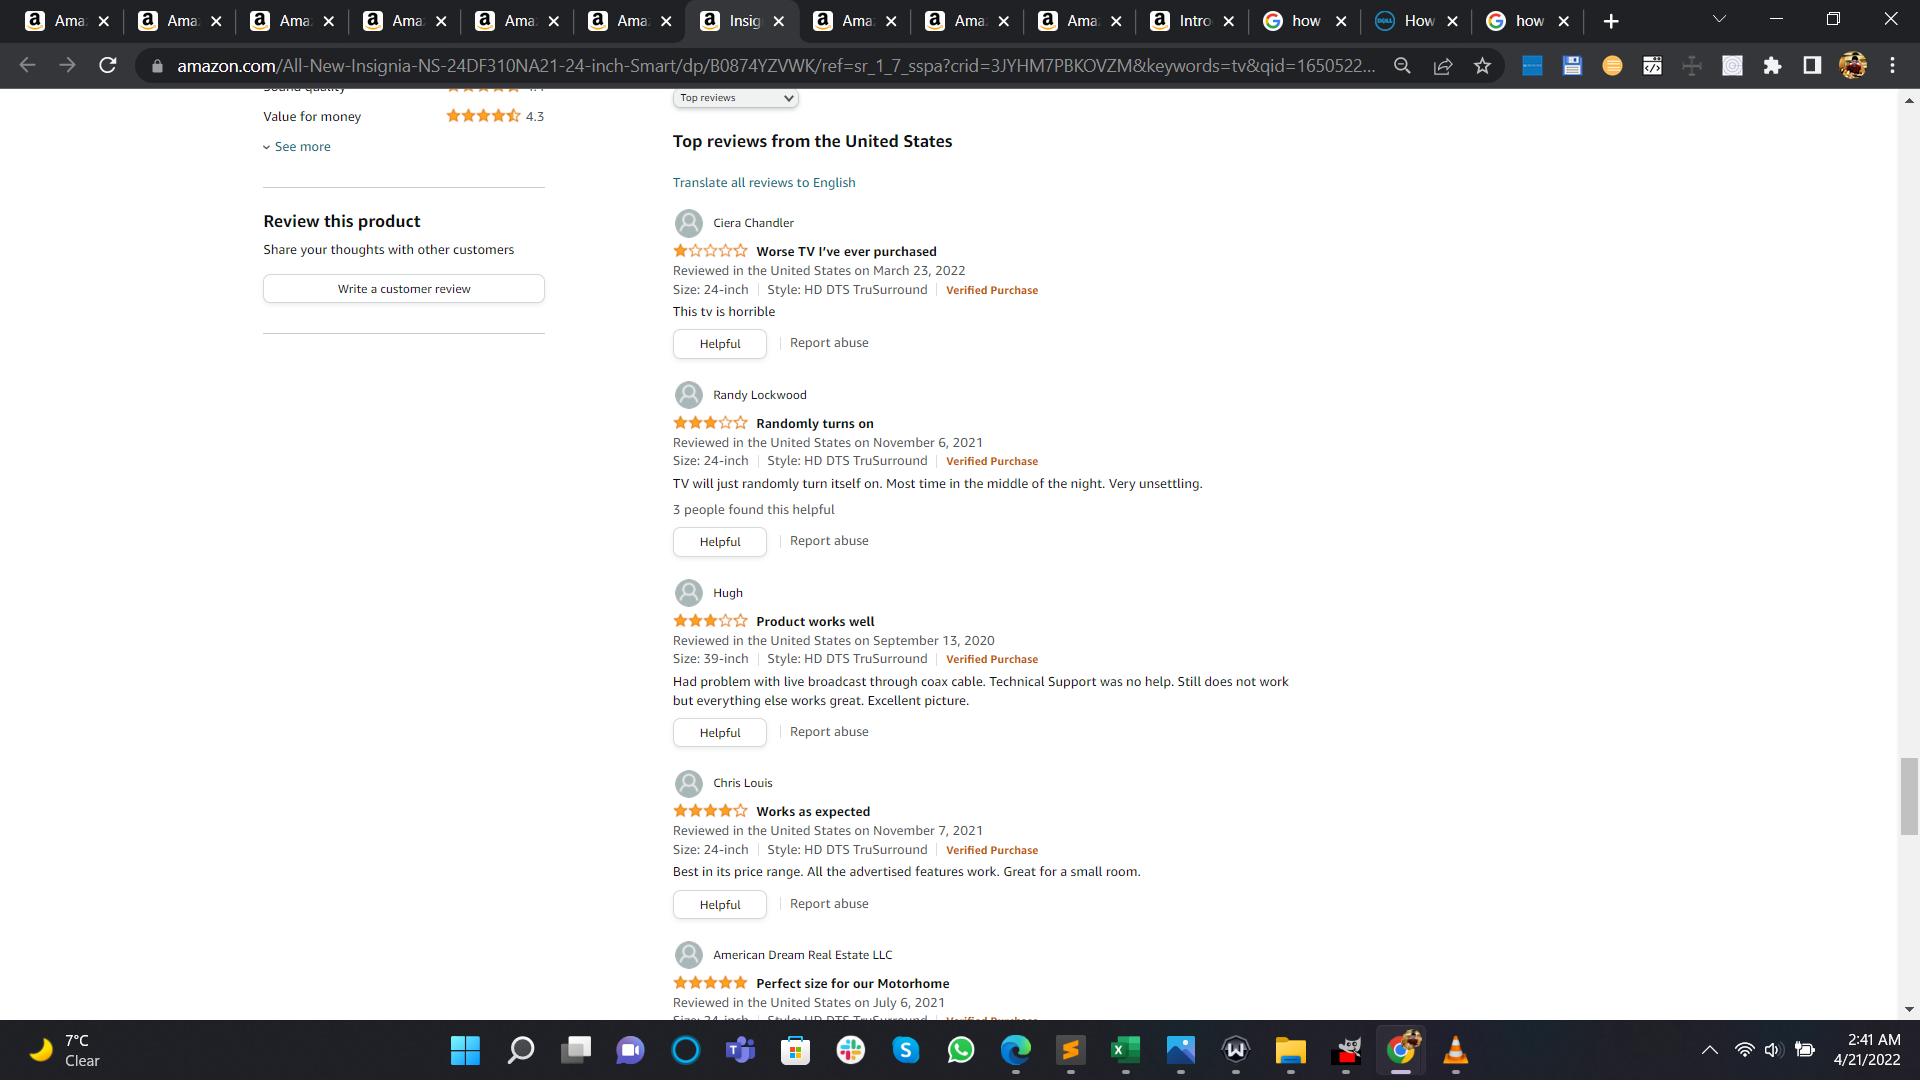 Ama
Ama
Ama
Ama
Ama
Ama
Insig
Ama
Ama
Ama
Intro
how
How
how
amazon.com/All-New-Insignia-NS-24DF310NA21-24-inch-Smart/dp/B0874YZVWK/ref=sr_1_7_sspa?crid=3JYHM7PBKOVZM&keywords=tv&qid=1650522...
Sound quality
Value for money 4.3
See more
Review this product
Share your thoughts with other customers
Write a customer review
Top reviews
Top reviews from the United States
Translate all reviews to English
Ciera Chandler
Worse TV I’ve ever purchased
Reviewed in the United States on March 23, 2022
Size: 24-inch Style: HD DTS TruSurround Verified Purchase
This tv is horrible
Helpful Report abuse
Randy Lockwood
Randomly turns on
Reviewed in the United States on November 6, 2021
Size: 24-inch Style: HD DTS TruSurround Verified Purchase
TV will just randomly turn itself on. Most time in the middle of the night. Very unsettling.
3 people found this helpful
Helpful Report abuse
Hugh
Product works well
Reviewed in the United States on September 13, 2020
Size: 39-inch Style: HD DTS TruSurround Verified Purchase
Had problem with live broadcast through coax cable. Technical Support was no help. Still does not work
but everything else works great. Excellent picture.
Helpful Report abuse
Chris Louis
Works as expected
Reviewed in the United States on November 7, 2021
Size: 24-inch Style: HD DTS TruSurround Verified Purchase
Best in its price range. All the advertised features work. Great for a small room.
Helpful Report abuse
American Dream Real Estate LLC
Perfect size for our Motorhome
Reviewed in the United States on July 6, 2021
Size: 24-inch Style: HD DTS TruSurround Verified Purchase
7°C
Clear
2:41 AM
4/21/2022